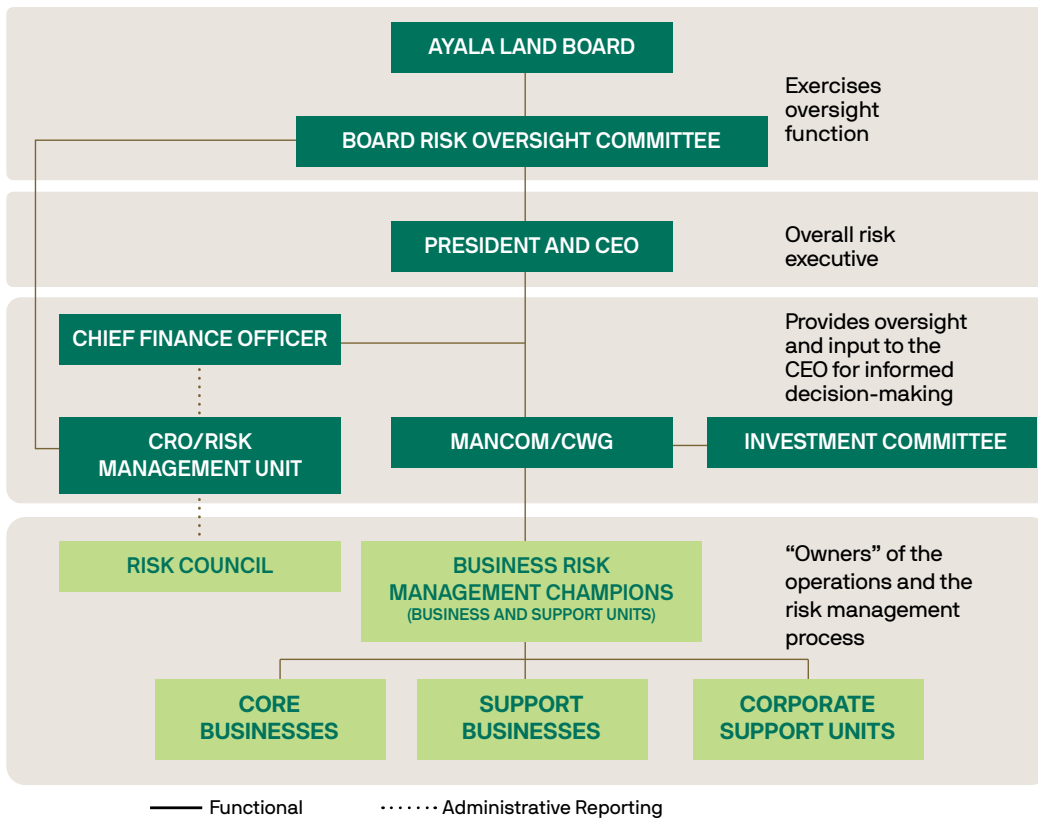 AYALA LAND BOARD
Exercises
oversight
function
BOARD RISK OVERSIGHT COMMITTEE
PRESIDENT AND CEO
Overall risk
executive
CHIEF FINANCE OFFICER
Provides oversight
and input to the
CEO for informed
decision-making
CRO/RISK
MANAGEMENT UNIT
MANCOM/CWG
INVESTMENT COMMITTEE
RISK COUNCIL
BUSINESS RISK
MANAGEMENT CHAMPIONS
(BUSINESS AND SUPPORT UNITS)
“Owners” of the
operations and the
risk management
process
CORE
BUSINESSES
SUPPORT
BUSINESSES
CORPORATE
SUPPORT UNITS
Functional
Administrative Reporting